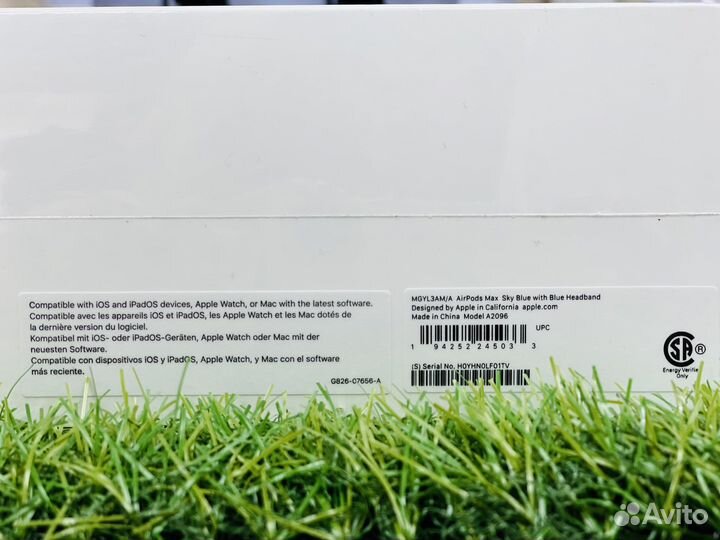 Compatible with iOS and iPadOS devices, Apple Watch, or Mac with the latest software.
Compatible avec les appareils iOS et iPadOS, les Apple Watch et les Mac dotés de
la dernière version du logiciel.
Kompatibel mit iOS- oder iPadOS-Geräten, Apple Watch oder Mac mit der
neuesten Software.
Compatible con dispositivos iOS y iPadOS, Apple Watch, y Mac con el software
más reciente.
G826-07656-A
MGYL3AM/A AirPods Max Sky Blue with Blue Headband
Designed by Apple in California apple.com
Made in China Model A2096
UPC
1 94252 24503 3
(S) Serial No. H0YHN0LF01TV
SA
Energy Verified
Only
Avito